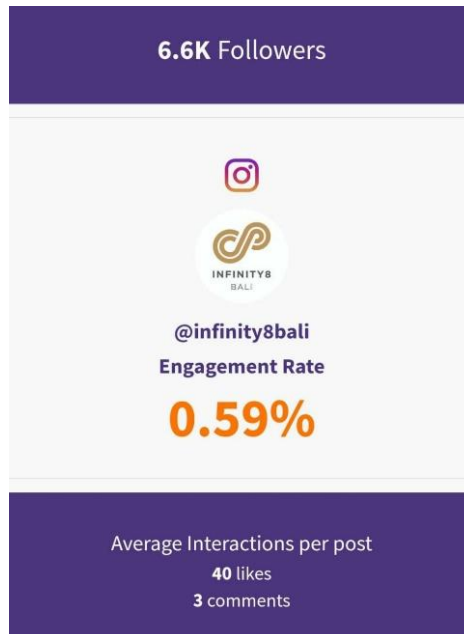 6.6K Followers
INFINITY8
BALI
@infinity8bali
Engagement Rate
0.59%
Average Interactions per post
40 likes
3 comments